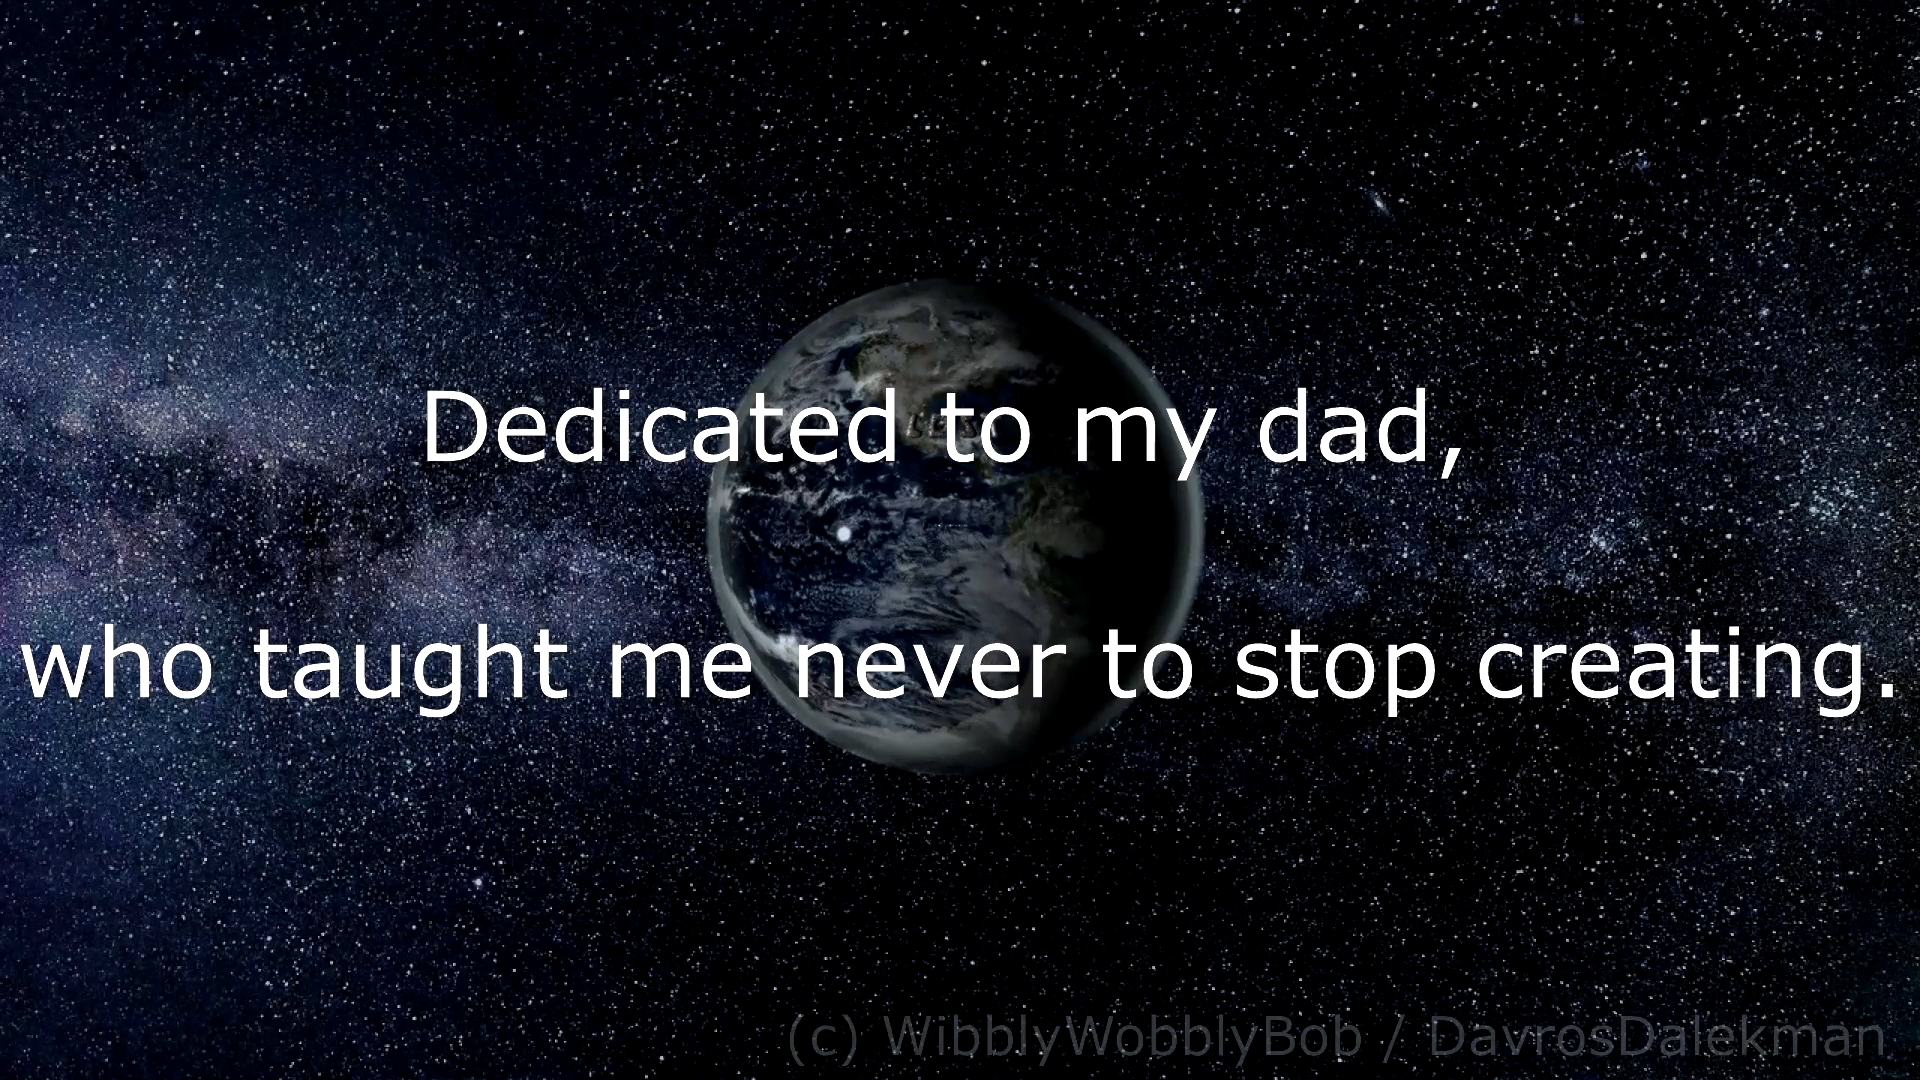 Dedicated to my dad,
who taught me never to stop creating.
(c) WibblyWobblyBob / DavrosDalekman